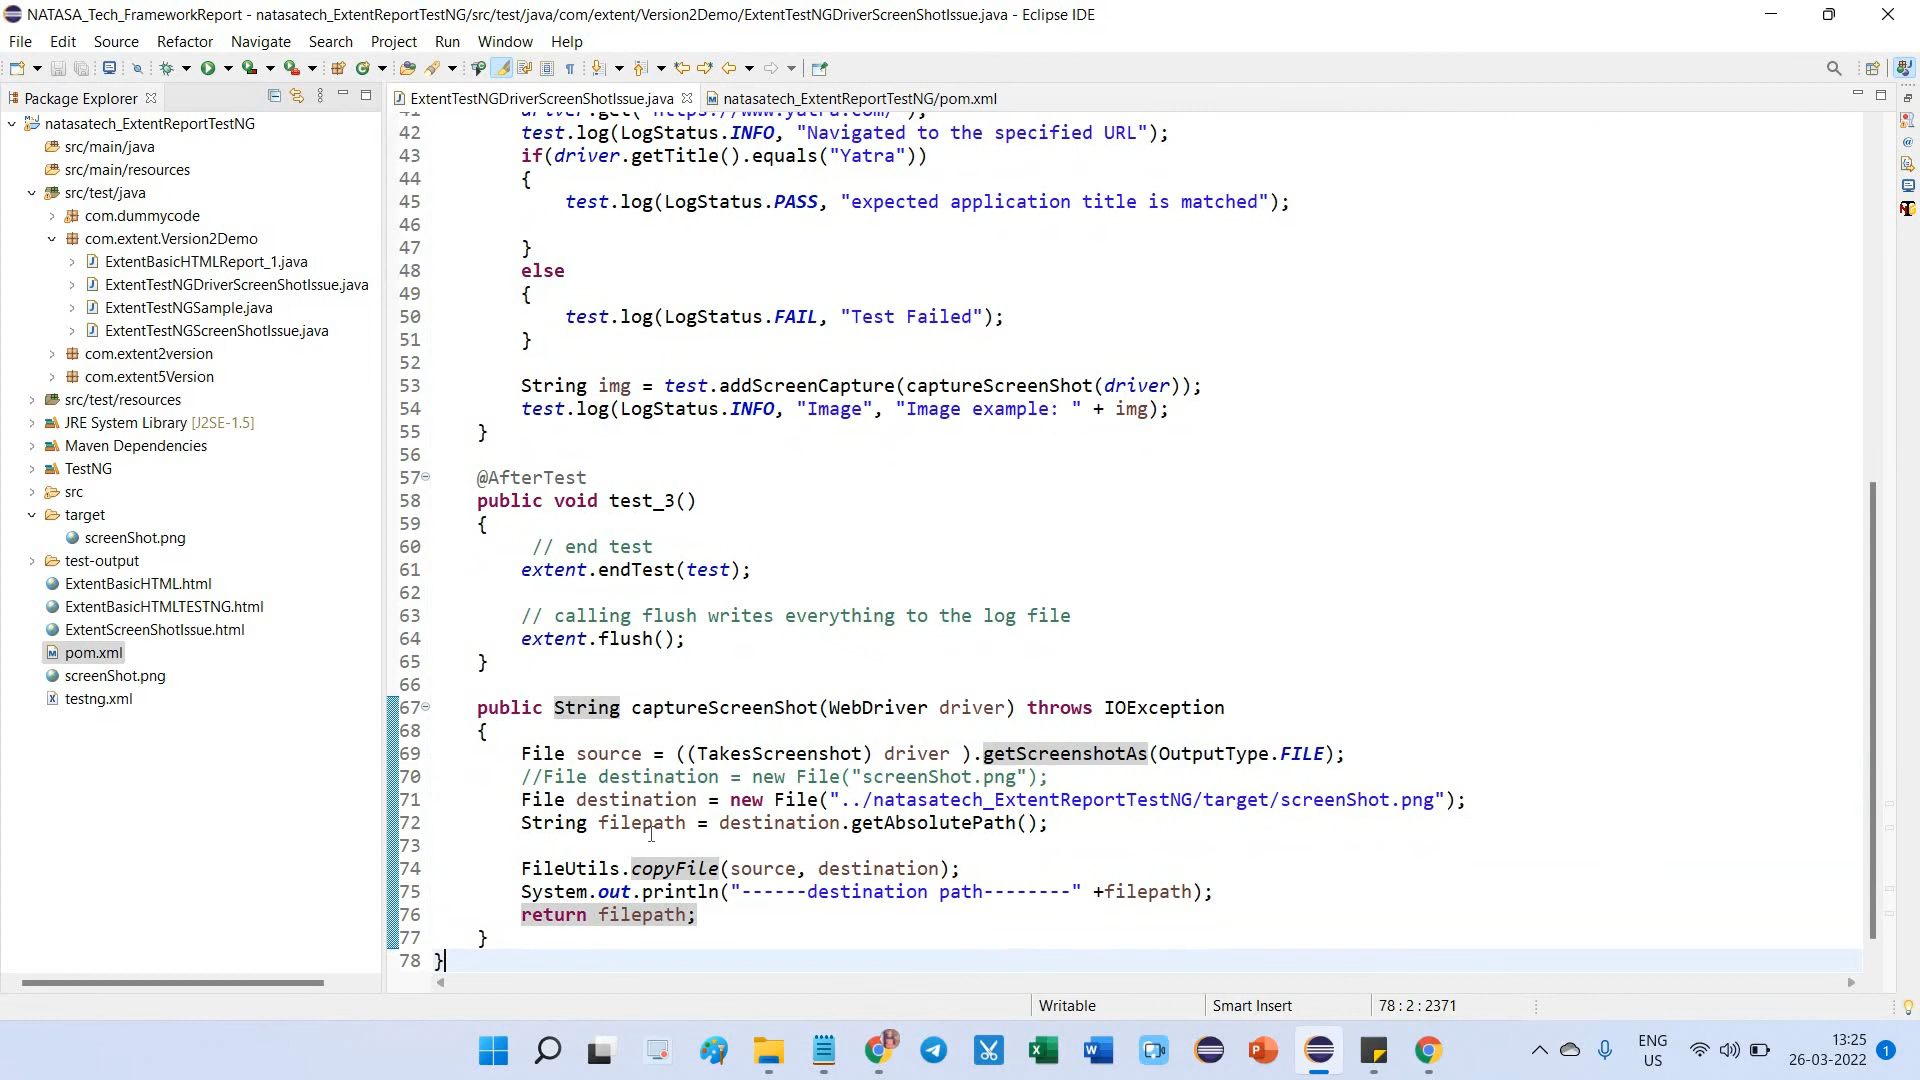 NATASA_Tech_FrameworkReport - natasatech_ExtentReportTestNG/src/test/java/com/extent/Version2Demo/ExtentTestNGDriverScreenShotIssue.java - Eclipse IDE
File Edit Source Refactor Navigate Search Project Run Window Help
Package Explorer
ExtentTestNGDriverScreenShotIssue.java
natasatech_ExtentReportTestNG/pom.xml
natasatech_ExtentReportTestNG
src/main/java
src/main/resources
src/test/java
com.dummycode
com.extent.Version2Demo
ExtentBasicHTMLReport_1.java
ExtentTestNGDriverScreenShotIssue.java
ExtentTestNGSample.java
ExtentTestNGScreenShotIssue.java
com.extent2version
com.extent5Version
src/test/resources
JRE System Library [J2SE-1.5]
Maven Dependencies
TestNG
src
target
screenShot.png
test-output
ExtentBasicHTML.html
ExtentBasicHTMLTESTNG.html
ExtentScreenShotIssue.html
pom.xml
screenShot.png
testng.xml
41 driver.get("https://www.yatra.com/");
42 test.log(LogStatus.INFO, "Navigated to the specified URL");
43 if(driver.getTitle().equals("Yatra"))
44 {
45 test.log(LogStatus.PASS, "expected application title is matched");
46
47 }
48 else
49 {
50 test.log(LogStatus.FAIL, "Test Failed");
51 }
52
53 String img = test.addScreenCapture(captureScreenShot(driver));
54 test.log(LogStatus.INFO, "Image", "Image example: " + img);
55 }
56
57 @AfterTest
58 public void test_3()
59 {
60 // end test
61 extent.endTest(test);
62
63 // calling flush writes everything to the log file
64 extent.flush();
65 }
66
67 public String captureScreenShot(WebDriver driver) throws IOException
68 {
69 File source = ((TakesScreenshot) driver ).getScreenshotAs(OutputType.FILE);
70 //File destination = new File("screenShot.png");
71 File destination = new File("../natasatech_ExtentReportTestNG/target/screenShot.png");
72 String filepath = destination.getAbsolutePath();
73
74 FileUtils.copyFile(source, destination);
75 System.out.println("------destination path--------" +filepath);
76 return filepath;
77 }
78 }
Writable Smart Insert 78 : 2 : 2371
ENG
US
13:25
26-03-2022
1